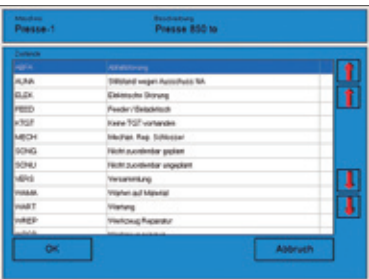 Maschine Beschreibung
Presse-1 Presse 850 to
Zustände
AUNA Stillstand wegen Ausschuss NA
ELEK Elektrische Störung
FEED Feeder / Beladetisch
KTGT Keine TGT vorhanden
MECH Mechan. Rep. Schlosser
SONG Nicht zuordenbar geplant
SONU Nicht zuordenbar ungeplant
VERS Versammlung
WAMA Warten auf Material
WART Wartung
WREP Werkzeug Reparatur
OK Abbruch